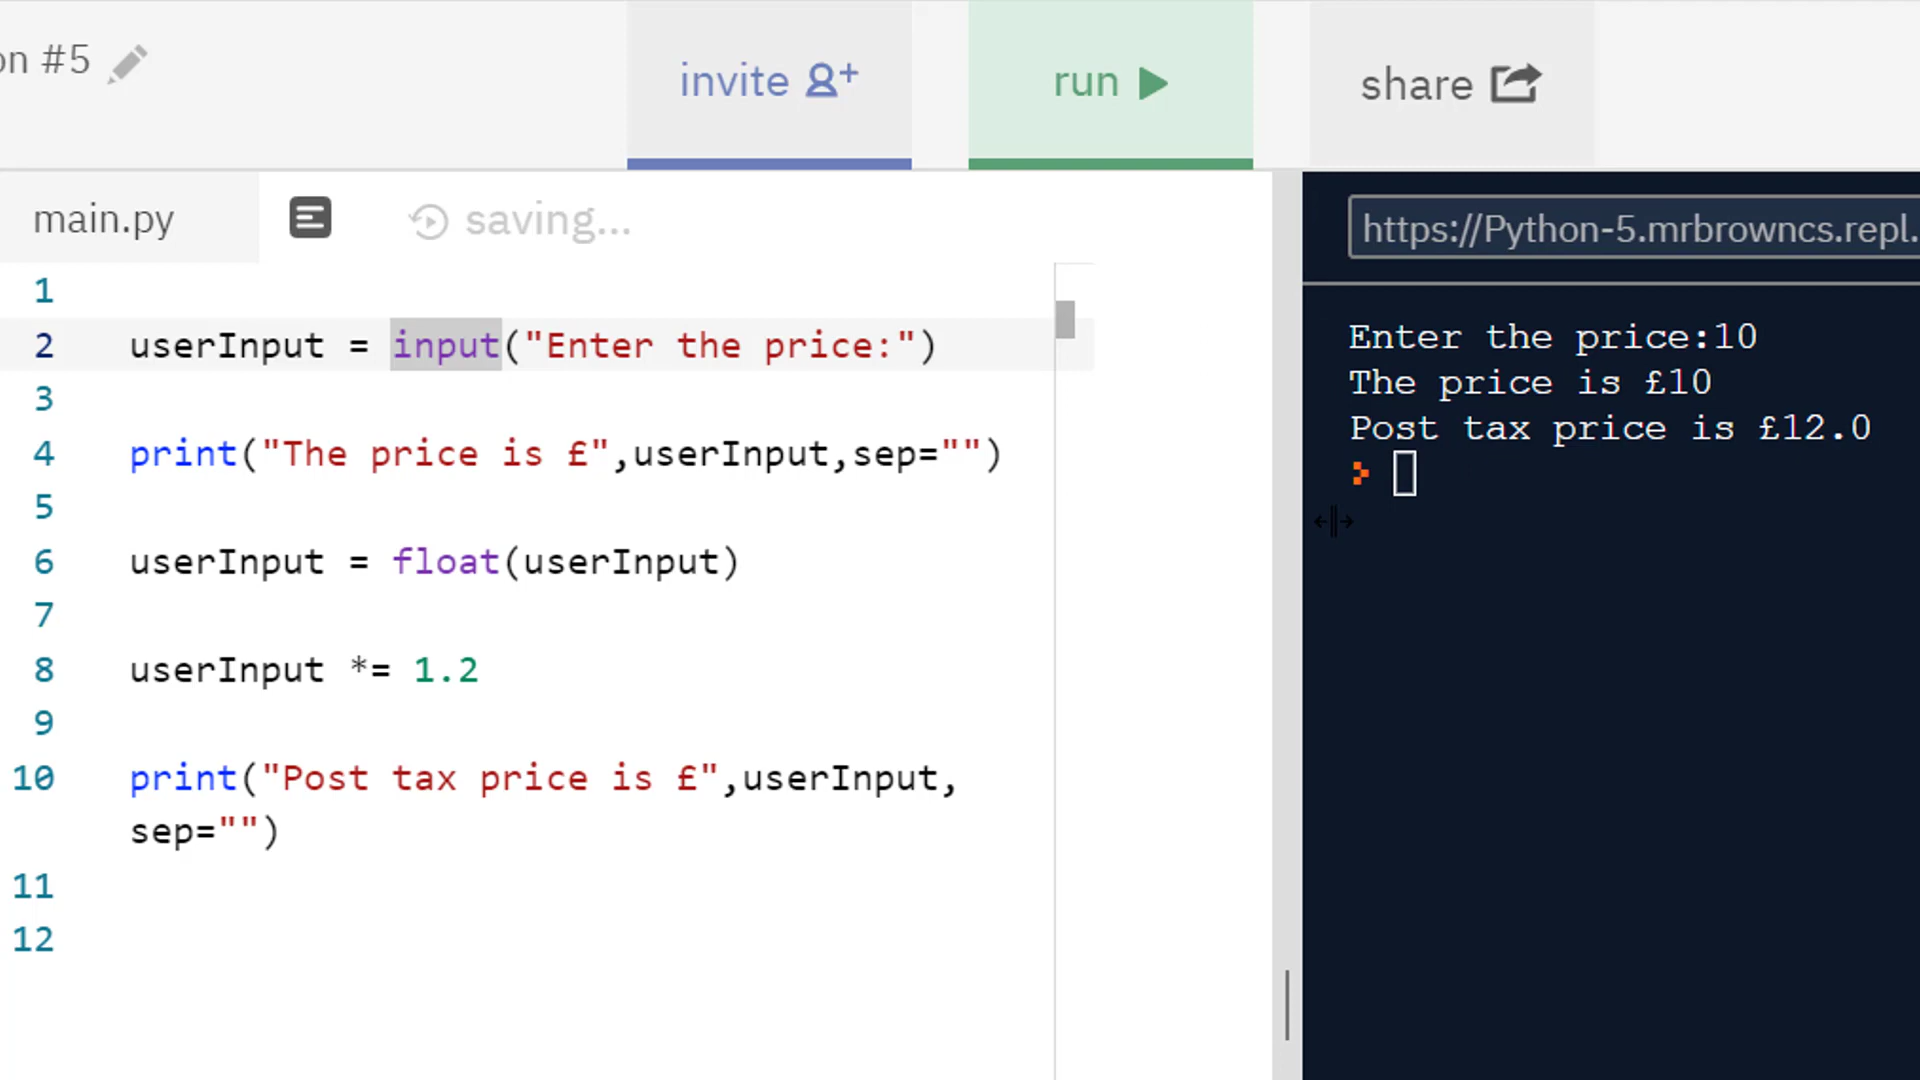 on #5
invite
run
share
main.py
saving...
https://Python-5.mrbrowncs.repl.
1
2 userInput = input("Enter the price:")
3
4 print("The price is £",userInput,sep="")
5
6 userInput = float(userInput)
7
8 userInput *= 1.2
9
10 print("Post tax price is £",userInput,
sep="")
11
12
Enter the price:10
The price is £10
Post tax price is £12.0